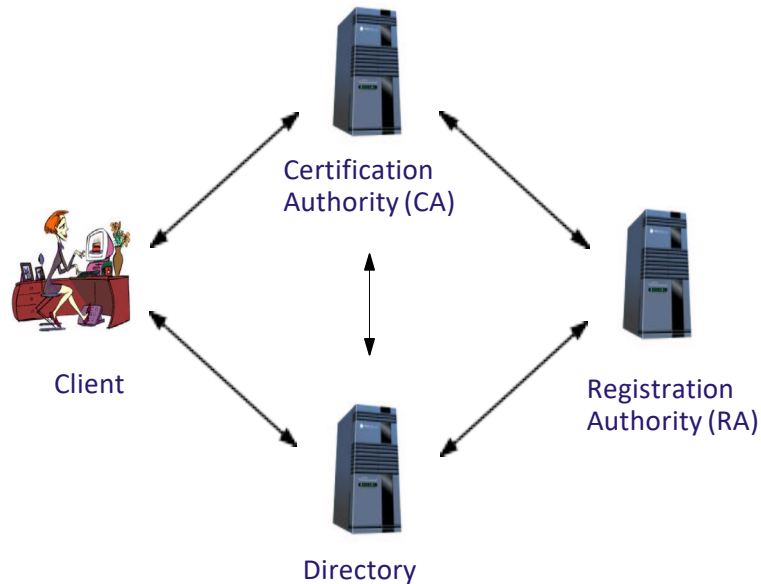 Certification
Authority (CA)
Client
Registration
Authority (RA)
Directory